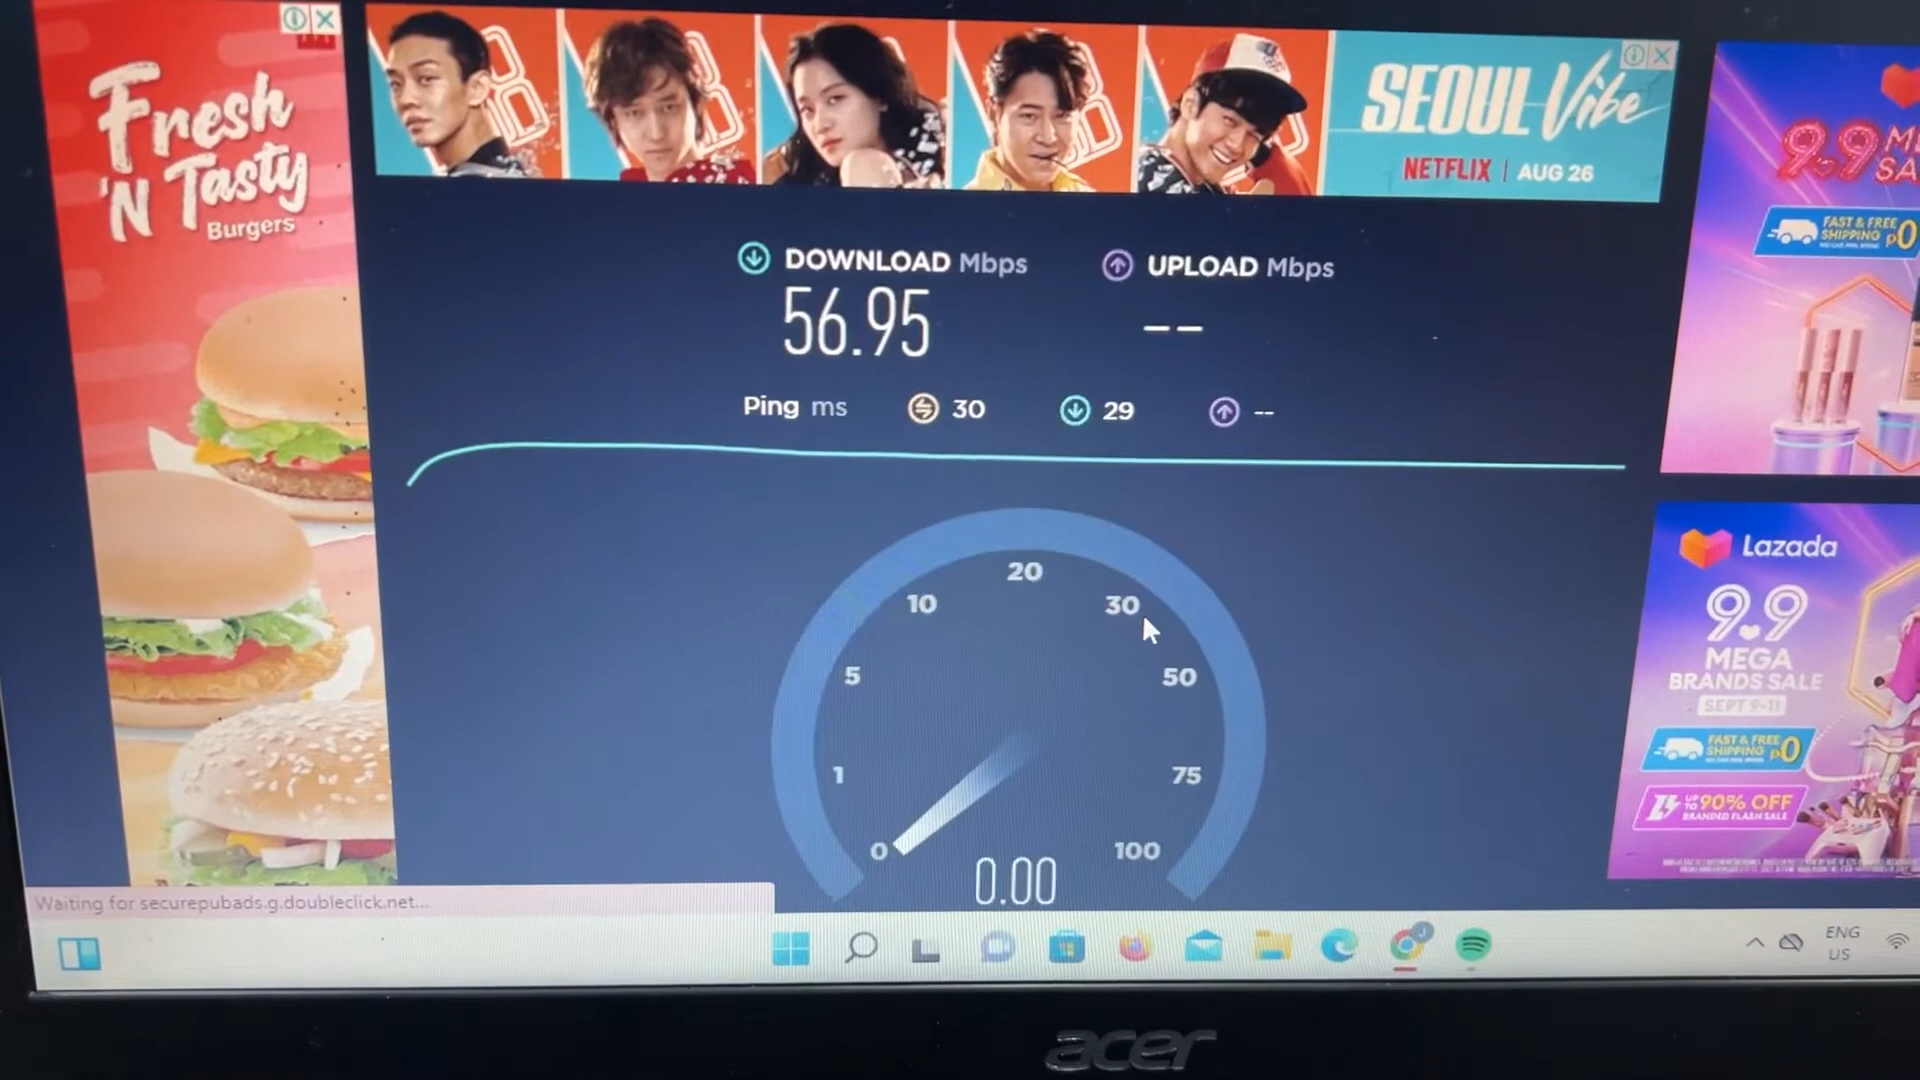 Fresh
'N Tasty
Burgers
SEOUL Vibe
NETFLIX | AUG 26
9.9
FAST & FREE
SHIPPING ₱0
DOWNLOAD Mbps
56.95
UPLOAD Mbps
--
Ping ms
30
29
--
0
1
5
10
20
30
50
75
100
0.00
Lazada
9.9
MEGA
BRANDS SALE
SEPT 9-11
FAST & FREE
SHIPPING ₱0
UP TO 90% OFF
BRANDED FLASH SALE
Waiting for securepubads.g.doubleclick.net...
J
ENG
US
acer